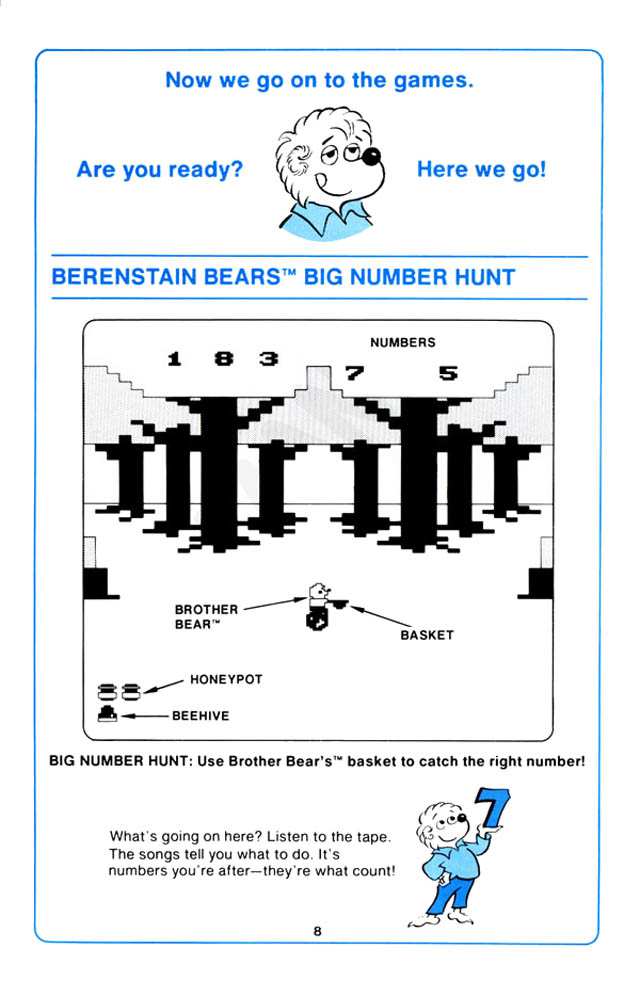 Now we go on to the games.
Are you ready?
Here we go!
BERENSTAIN BEARS™ BIG NUMBER HUNT
NUMBERS
1 8 3
7 5
BROTHER
BEAR™
BASKET
HONEYPOT
BEEHIVE
BIG NUMBER HUNT: Use Brother Bear's™ basket to catch the right number!
7
What's going on here? Listen to the tape.
The songs tell you what to do. It's
numbers you're after—they're what count!
8